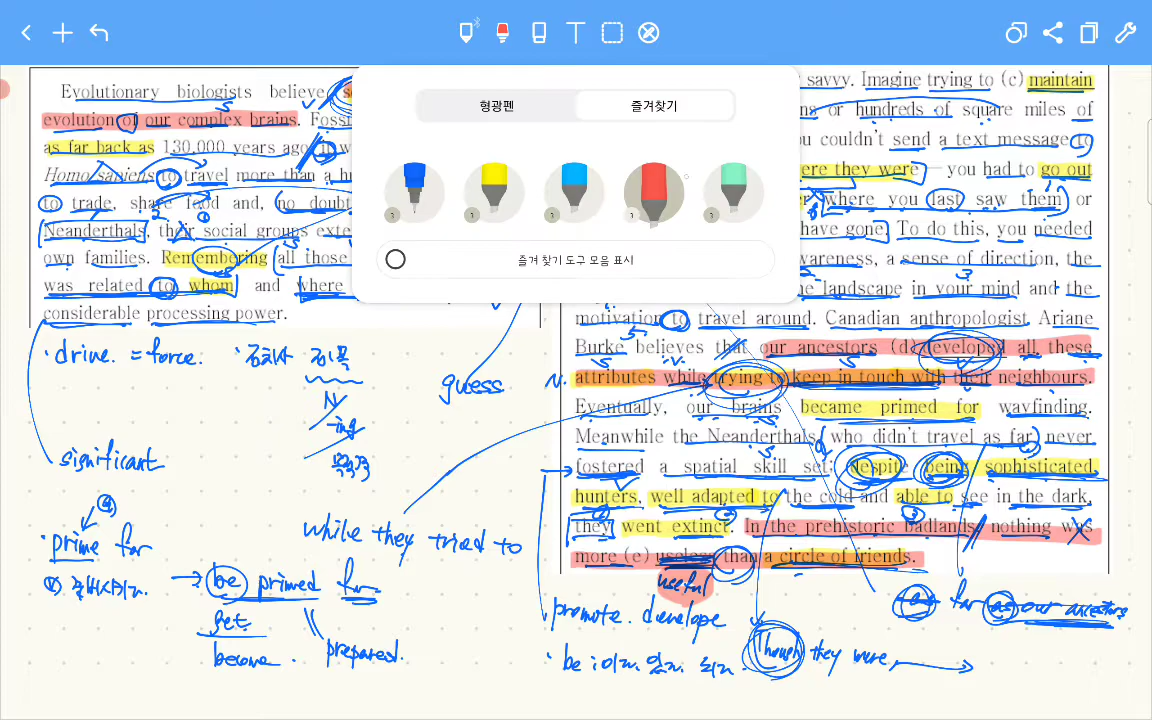 형광펜
즐겨찾기
즐겨 찾기 도구 모음 표시
Evolutionary biologists believe
evolution of our complex brains. Foss
as far back as 130,000 years ago, it w
Homo sapiens to travel more than a h
to trade, share food and, no doubt
Neanderthals, their social groups exte
own families. Remembering all those
was related to whom and where
considerable processing power.
savvy. Imagine trying to (c) maintain
or hundreds of square miles of
u couldn't send a text message to
ere they were — you had to go out
where you last saw them or
have gone. To do this, you needed
wareness, a sense of direction, the
he landscape in your mind and the
motivation to travel around. Canadian anthropologist Ariane
Burke believes that our ancestors (d) developed all these
attributes while trying to keep in touch with their neighbours.
Eventually, our brains became primed for wayfinding.
Meanwhile the Neanderthals, who didn't travel as far, never
fostered a spatial skill set; despite being sophisticated
hunters, well adapted to the cold and able to see in the dark,
they went extinct. In the prehistoric badlands, nothing was
more (e) useless than a circle of friends.
useful
· drive. = force.
N
-ing
guess
significant
④
· prime for
while they tried to
→ be primed for
get
become.
prepared.
promote. develope
· be
Though they were,
as far as our ancestors